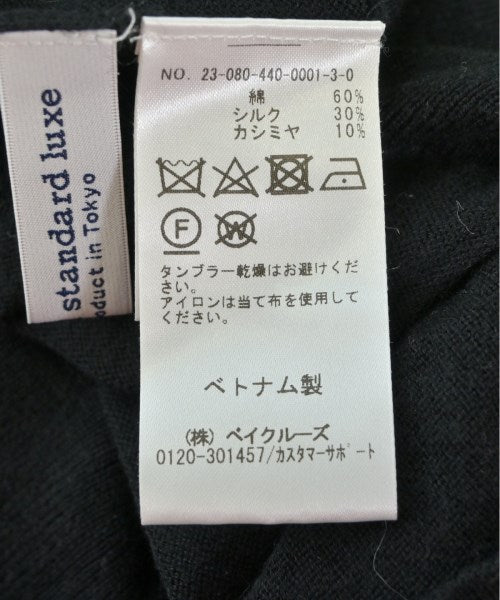 standard luxe
oduct in Tokyo
NO. 23-080-440-0001-3-0
綿 60%
シルク 30%
カシミヤ 10%
F W
タンブラー乾燥はお避けくだ
さい。
アイロンは当て布を使用して
ください。
ベトナム製
(株) ベイクルーズ
0120-301457/カスタマーサポート